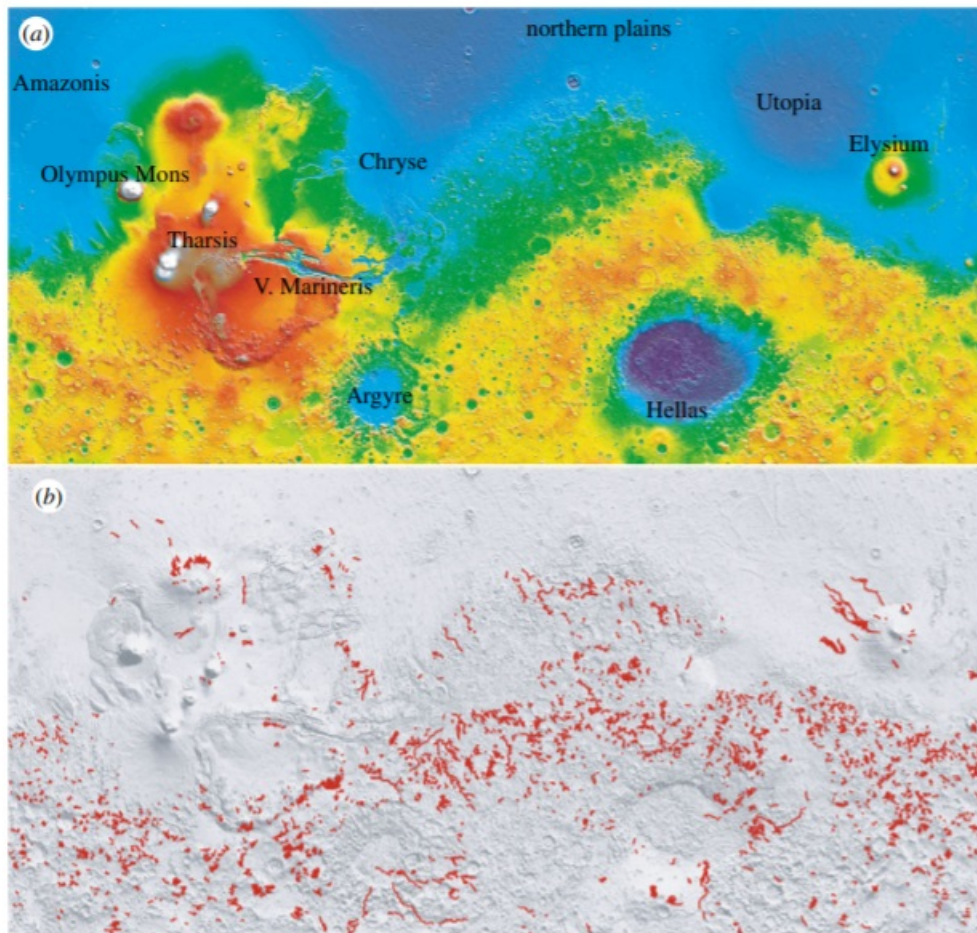 (a)
northern plains
Amazonis
Utopia
Elysium
Chryse
Olympus Mons
Tharsis
V. Marineris
Argyre
Hellas
(b)